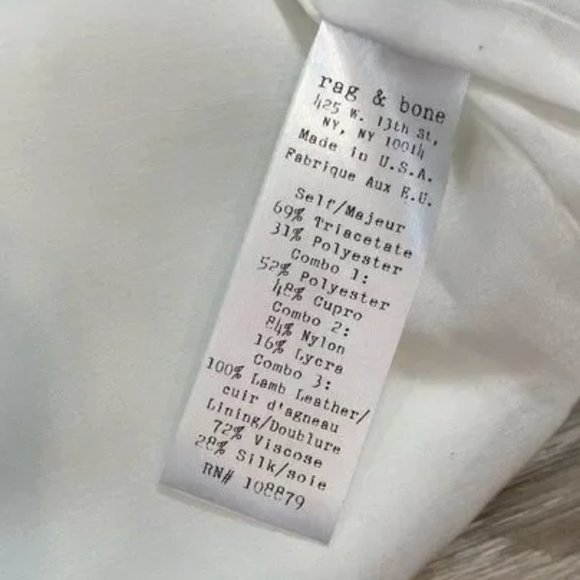 rag & bone
425 W. 13th St,
NY, NY 10014
Made in U.S.A.
Fabrique Aux E.U.
Self/Majeur
69% Triacetate
31% Polyester
Combo 1:
52% Polyester
48% Cupro
Combo 2:
84% Nylon
16% Lycra
Combo 3:
100% Lamb Leather/
cuir d'agneau
Lining/Doublure
72% Viscose
28% Silk/soie
RN# 108879